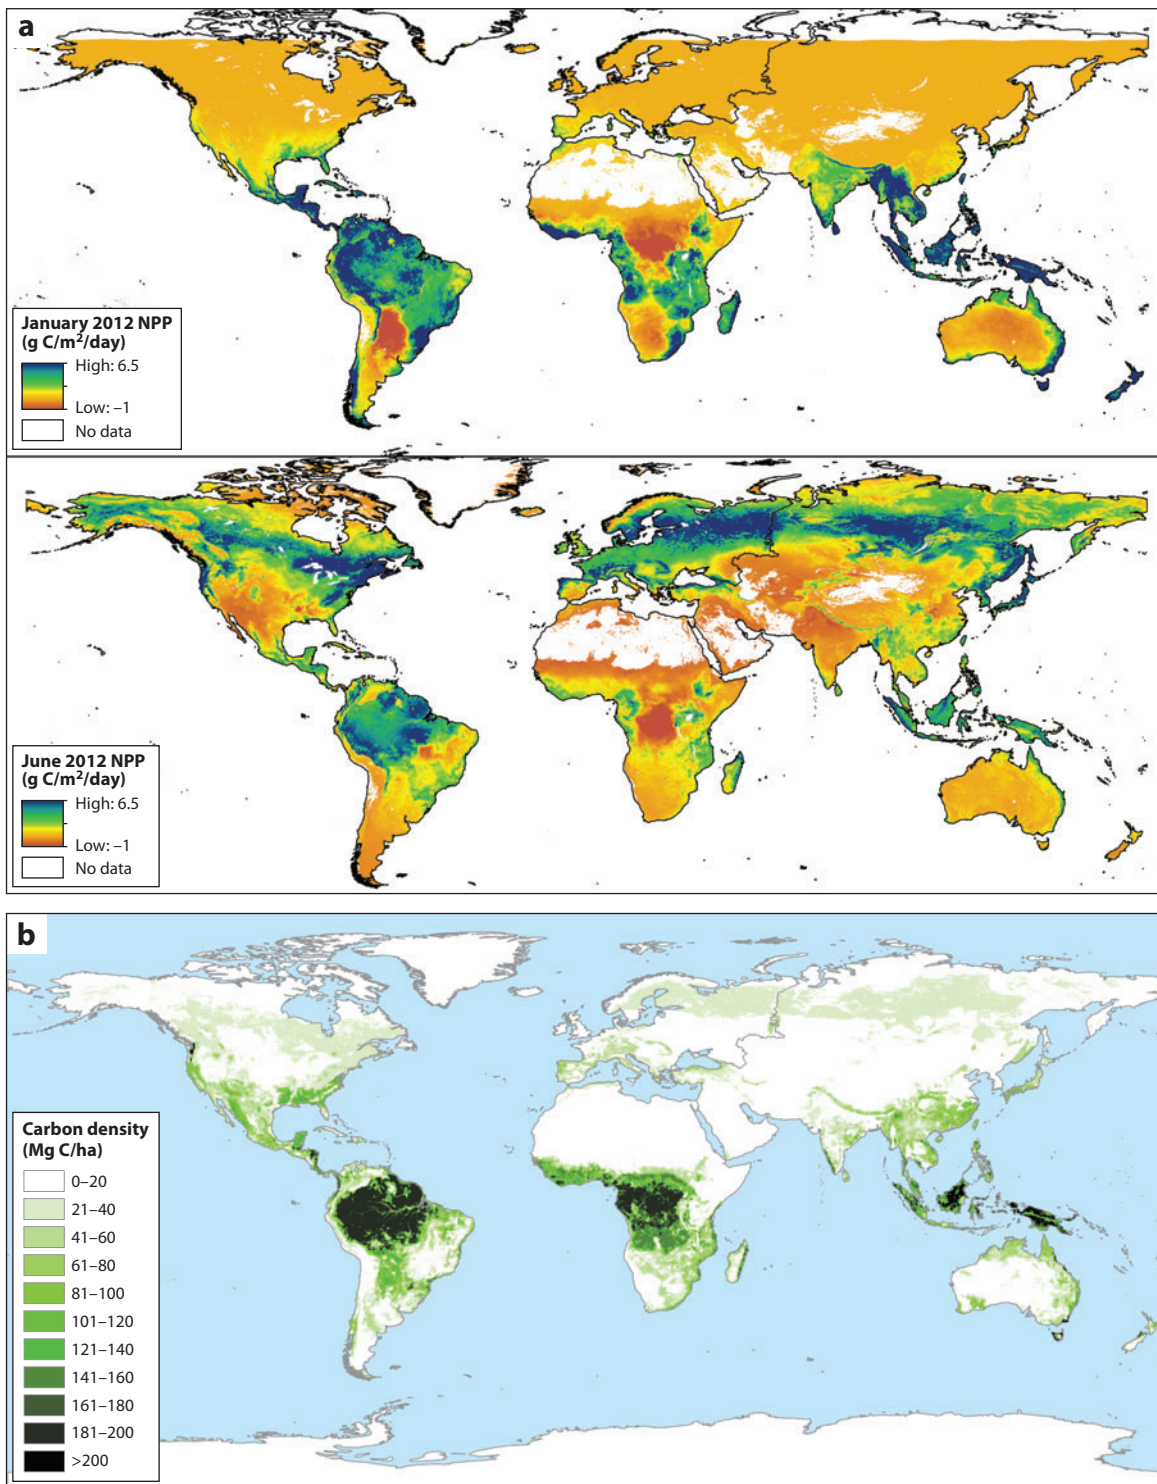 a
January 2012 NPP
(g C/m²/day)
High: 6.5
Low: –1
No data
June 2012 NPP
(g C/m²/day)
High: 6.5
Low: –1
No data
b
Carbon density
(Mg C/ha)
0–20
21–40
41–60
61–80
81–100
101–120
121–140
141–160
161–180
181–200
>200